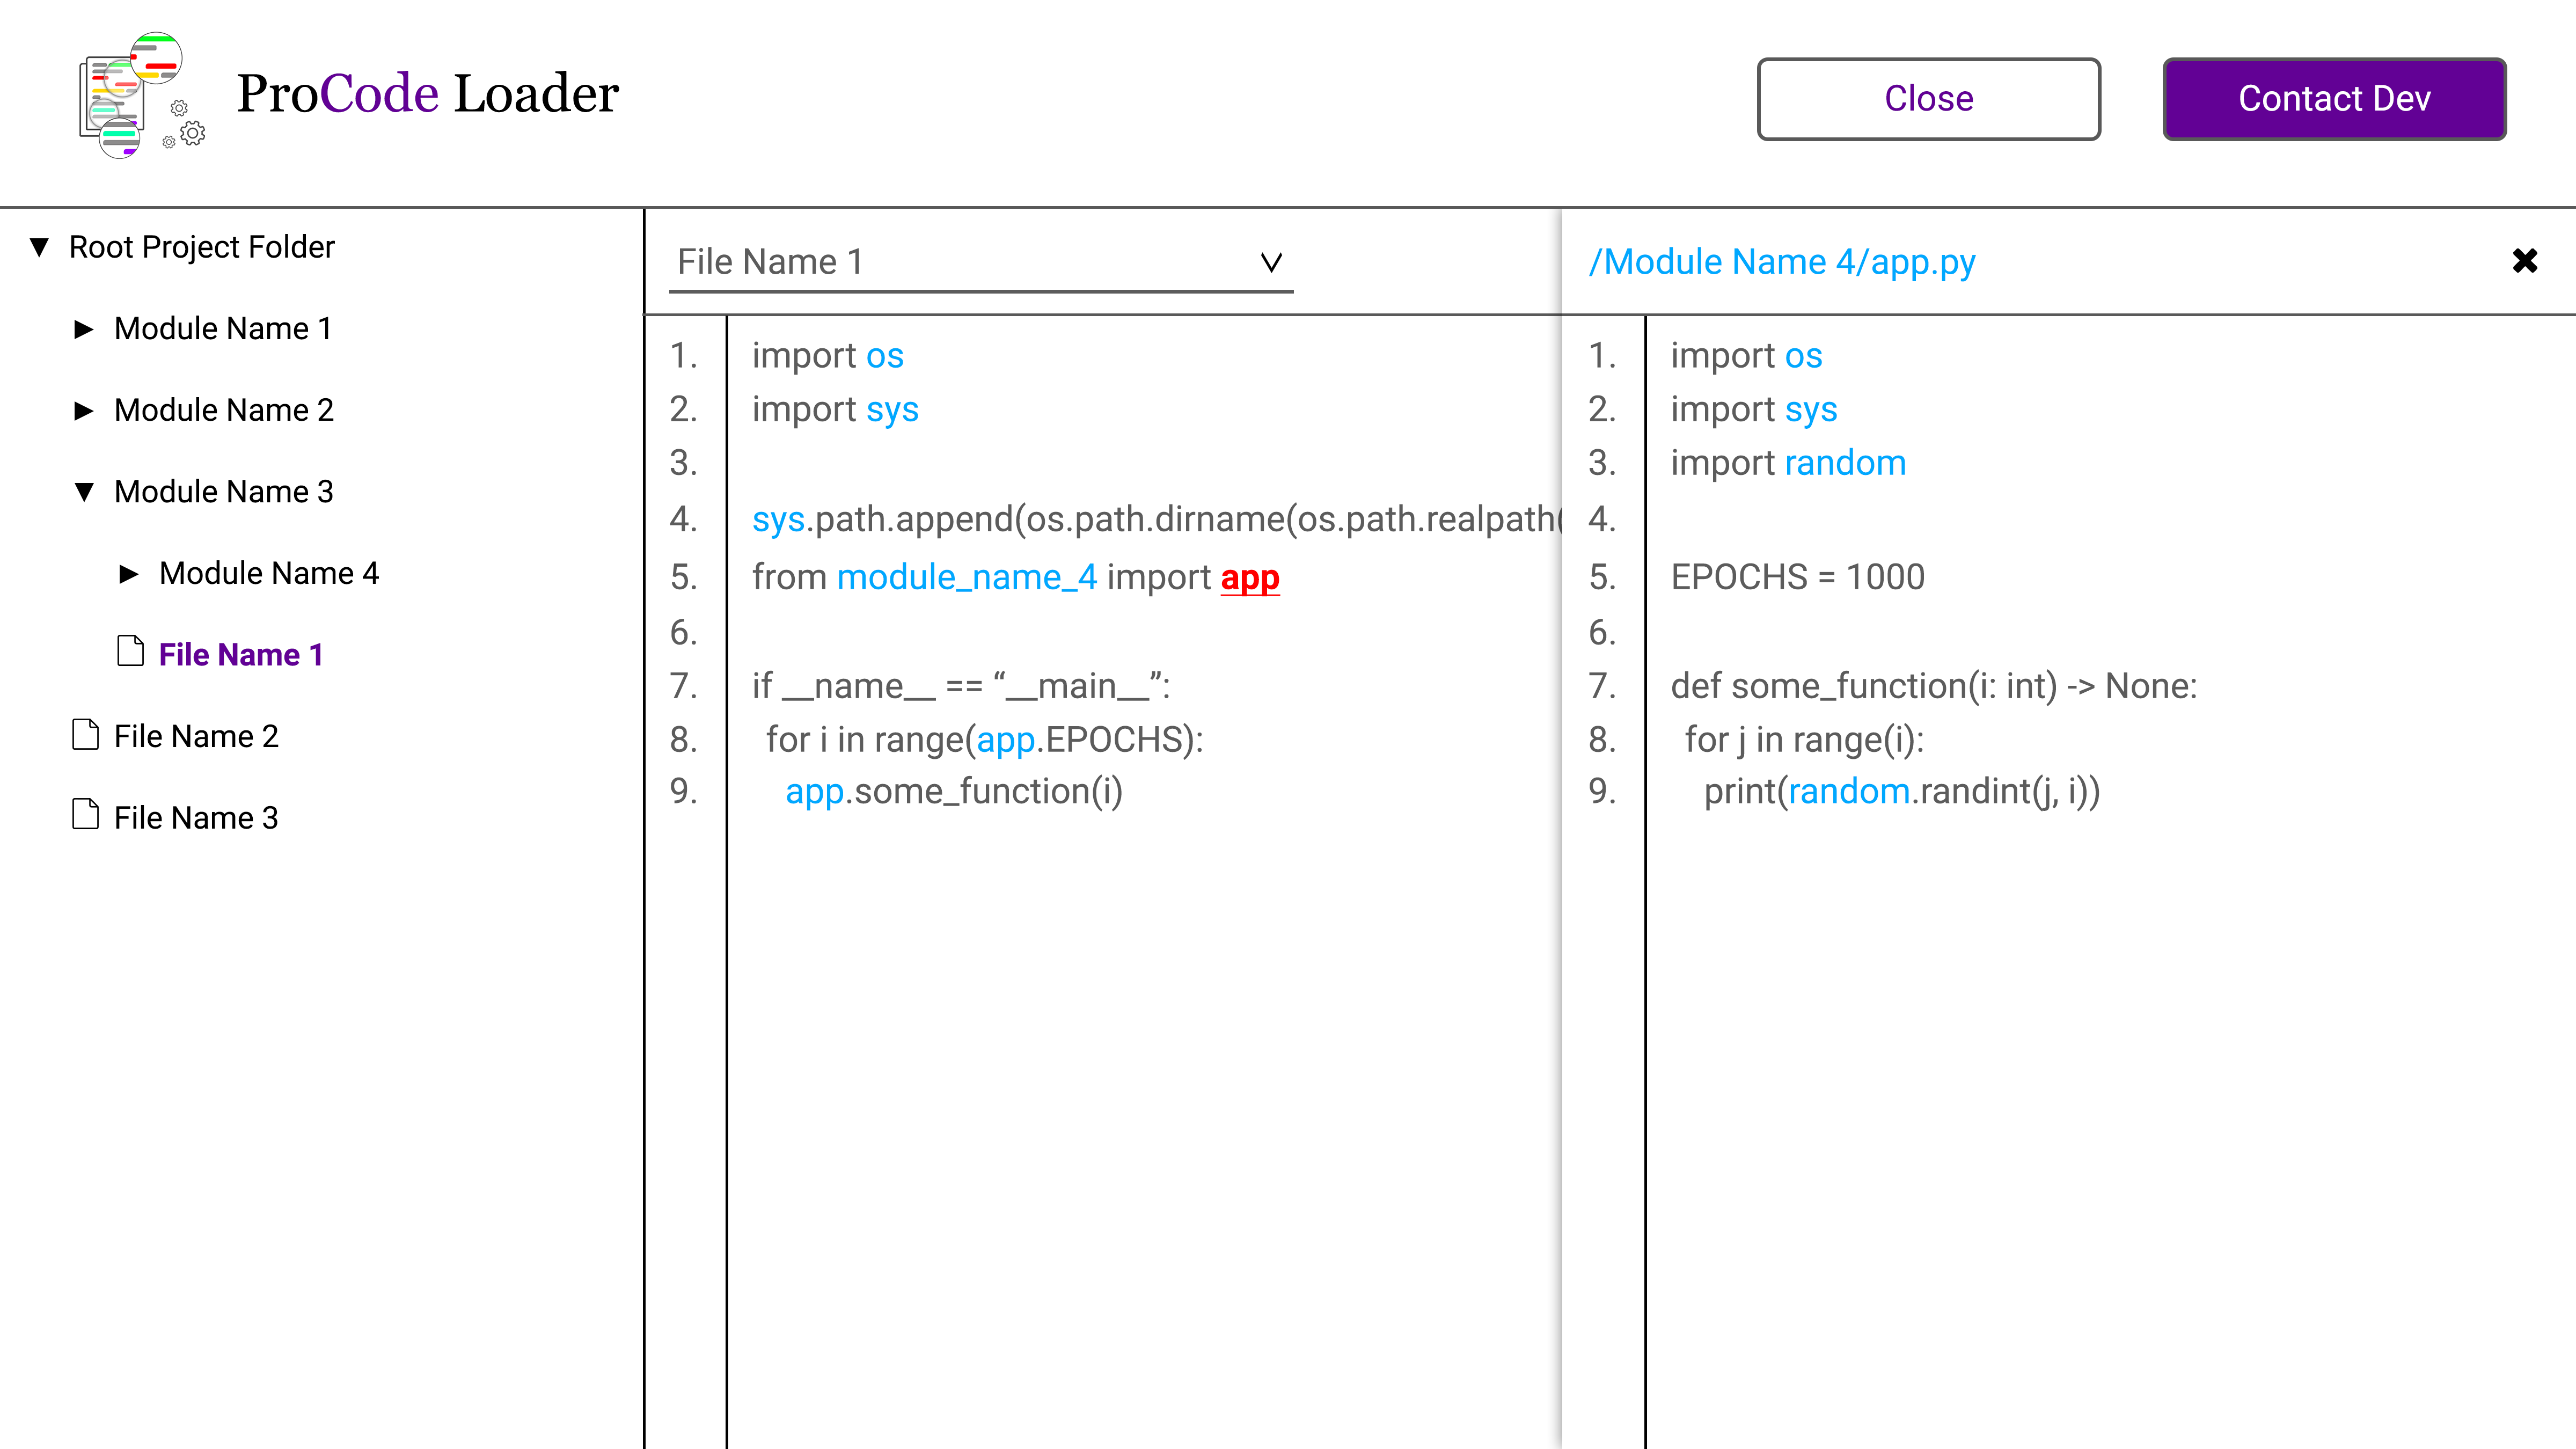 ProCode Loader
Close
Contact Dev
Root Project Folder
Module Name 1
Module Name 2
Module Name 3
Module Name 4
File Name 1
File Name 2
File Name 3
File Name 1
1. import os
2. import sys
3.
4. sys.path.append(os.path.dirname(os.path.realpath(
5. from module_name_4 import app
6.
7. if __name__ == “__main__”:
8. for i in range(app.EPOCHS):
9. app.some_function(i)
/Module Name 4/app.py
1. import os
2. import sys
3. import random
4.
5. EPOCHS = 1000
6.
7. def some_function(i: int) -> None:
8. for j in range(i):
9. print(random.randint(j, i))